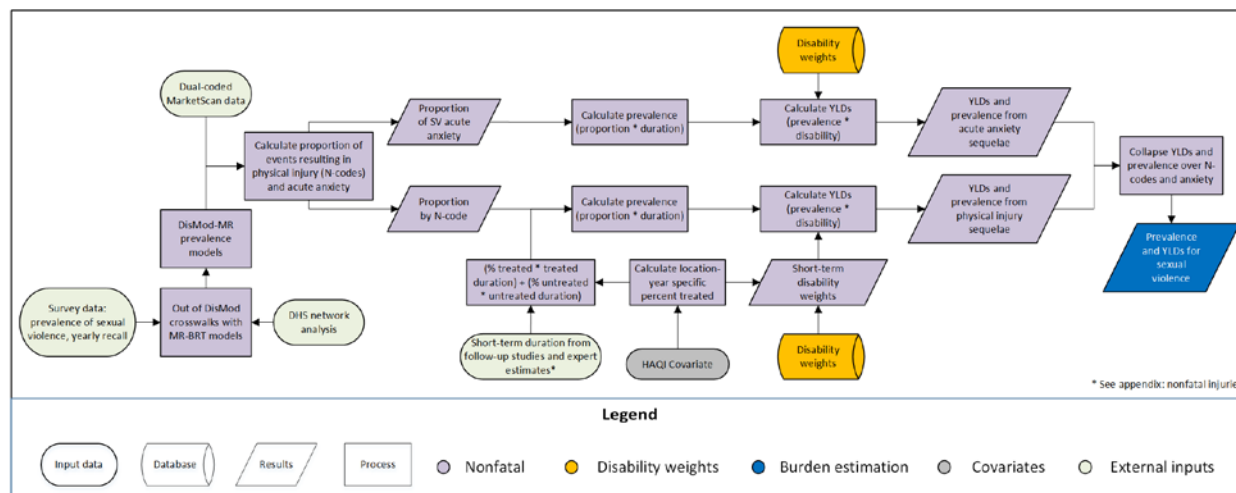 Dual-coded
MarketScan data
Calculate proportion of
events resulting in
physical injury (N-codes)
and acute anxiety
DisMod-MR
prevalence
models
Survey data:
prevalence of sexual
violence, yearly recall
Out of DisMod
crosswalks with
MR-BRT models
DHS network
analysis
Proportion
of SV acute
anxiety
Calculate prevalence
(proportion * duration)
Disability
weights
Calculate YLDs
(prevalence *
disability)
YLDs and
prevalence from
acute anxiety
sequelae
Proportion
by N-code
Calculate prevalence
(proportion * duration)
Calculate YLDs
(prevalence *
disability)
YLDs and
prevalence from
physical injury
sequelae
Collapse YLDs and
prevalence over N-
codes and anxiety
Prevalence
and YLDs for
sexual
violence
(% treated * treated
duration) + (% untreated
* untreated duration)
Calculate location-
year specific
percent treated
Short-term
disability
weights
Short-term duration from
follow-up studies and expert
estimates*
HAQI Covariate
Disability
weights
* See appendix: nonfatal injurie
Legend
Input data
Database
Results
Process
Nonfatal
Disability weights
Burden estimation
Covariates
External inputs